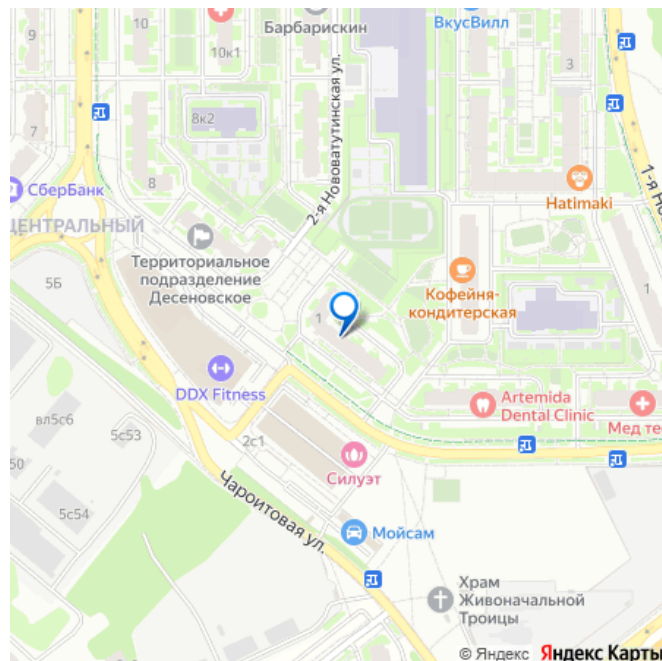 9
10
Барбарискин
ВкусВилл
10к1
3
7
8к2
2-я Нововатутинская ул.
8
СберБанк
Hatimaki
1-я Но
ЦЕНТРАЛЬНЫЙ
Территориальное
подразделение
Десеновское
5Б
Кофейня-
кондитерская
1
1
DDX Fitness
Artemida
Dental Clinic
Мед те
вл5с6
5с53
2с1
50
Силуэт
5с54
Чароитовая ул.
Мойсам
Храм
Живоначальной
Троицы
© Яндекс Яндекс Карты